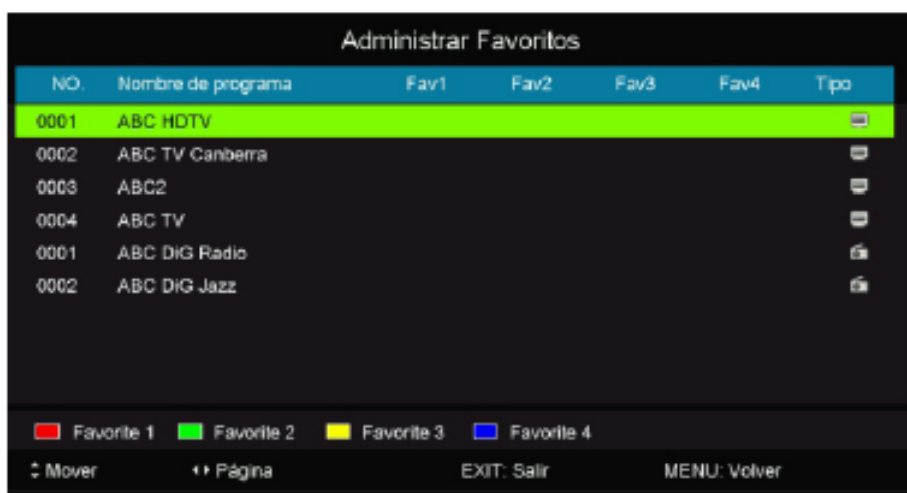 Administrar Favoritos
NO. Nombre de programa Fav1 Fav2 Fav3 Fav4 Tipo
0001 ABC HDTV
0002 ABC TV Canberra
0003 ABC2
0004 ABC TV
0001 ABC DiG Radio
0002 ABC DiG Jazz
Favorite 1 Favorite 2 Favorite 3 Favorite 4
Mover Página EXIT: Salir MENU: Volver